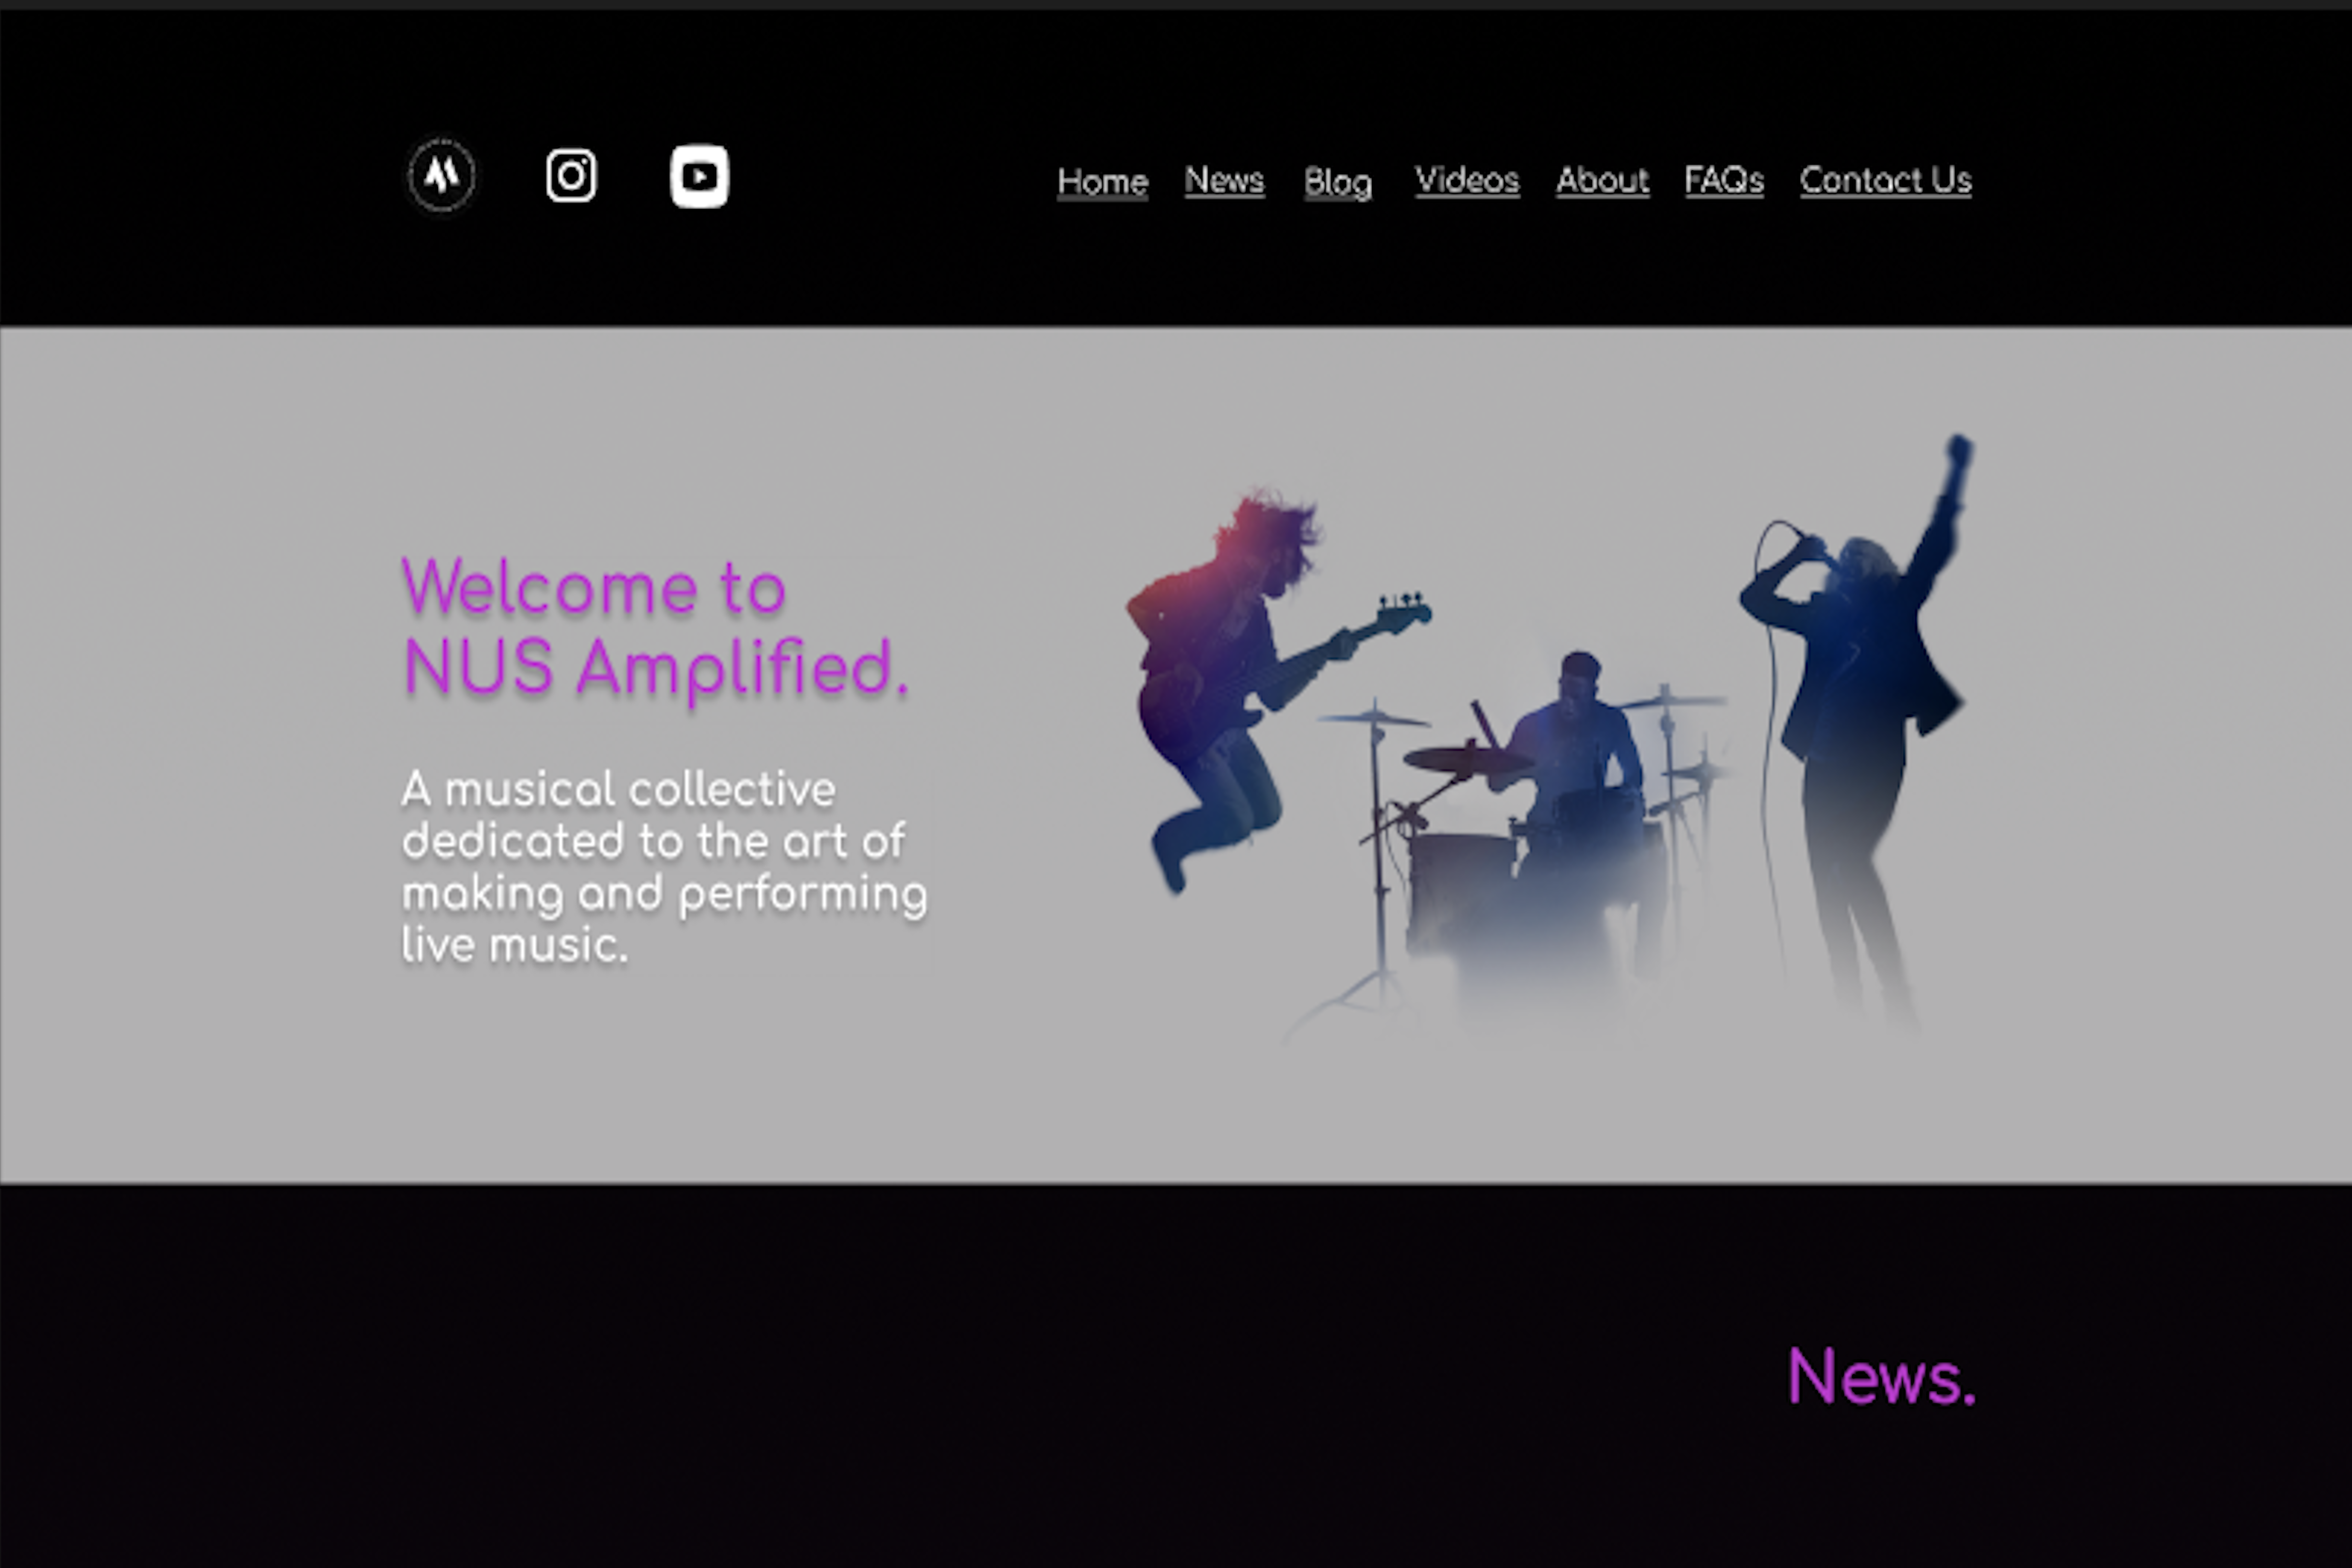 Home News Blog Videos About FAQs Contact Us
Welcome to
NUS Amplified.
A musical collective
dedicated to the art of
making and performing
live music.
News.